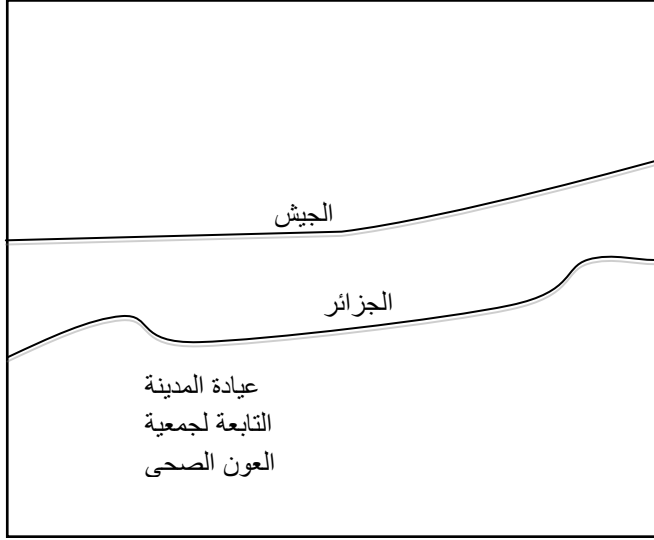 الجيش
الجزائر
عيادة المدينة
التابعة لجمعية
العون الصحى